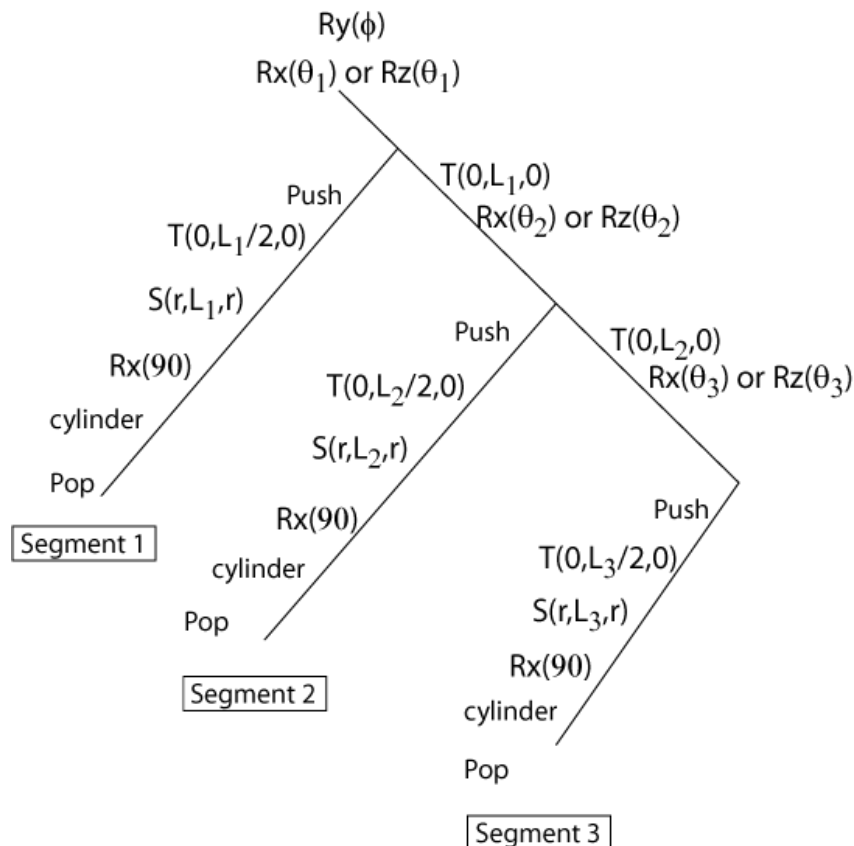 Ry(ϕ)
Rx(θ₁) or Rz(θ₁)
Push
T(0,L₁/2,0)
S(r,L₁,r)
Rx(90)
cylinder
Pop
Segment 1
T(0,L₁,0)
Rx(θ₂) or Rz(θ₂)
Push
T(0,L₂/2,0)
S(r,L₂,r)
Rx(90)
cylinder
Pop
Segment 2
T(0,L₂,0)
Rx(θ₃) or Rz(θ₃)
Push
T(0,L₃/2,0)
S(r,L₃,r)
Rx(90)
cylinder
Pop
Segment 3